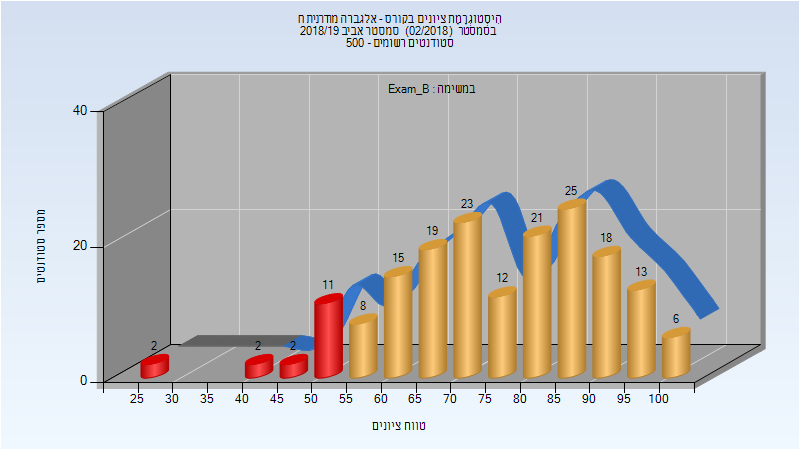 הִיסְטוֹגְרָמַת ציונים בקורס - אלגברה מודרנית ח
בסמסטר (02/2018) סמסטר אביב 2018/19
סטודנטים רשומים - 500
במשימה : Exam_B
מספר סטודנטים
40
20
0
2
2
2
11
8
15
19
23
12
21
25
18
13
6
25 30 35 40 45 50 55 60 65 70 75 80 85 90 95 100
טווח ציונים